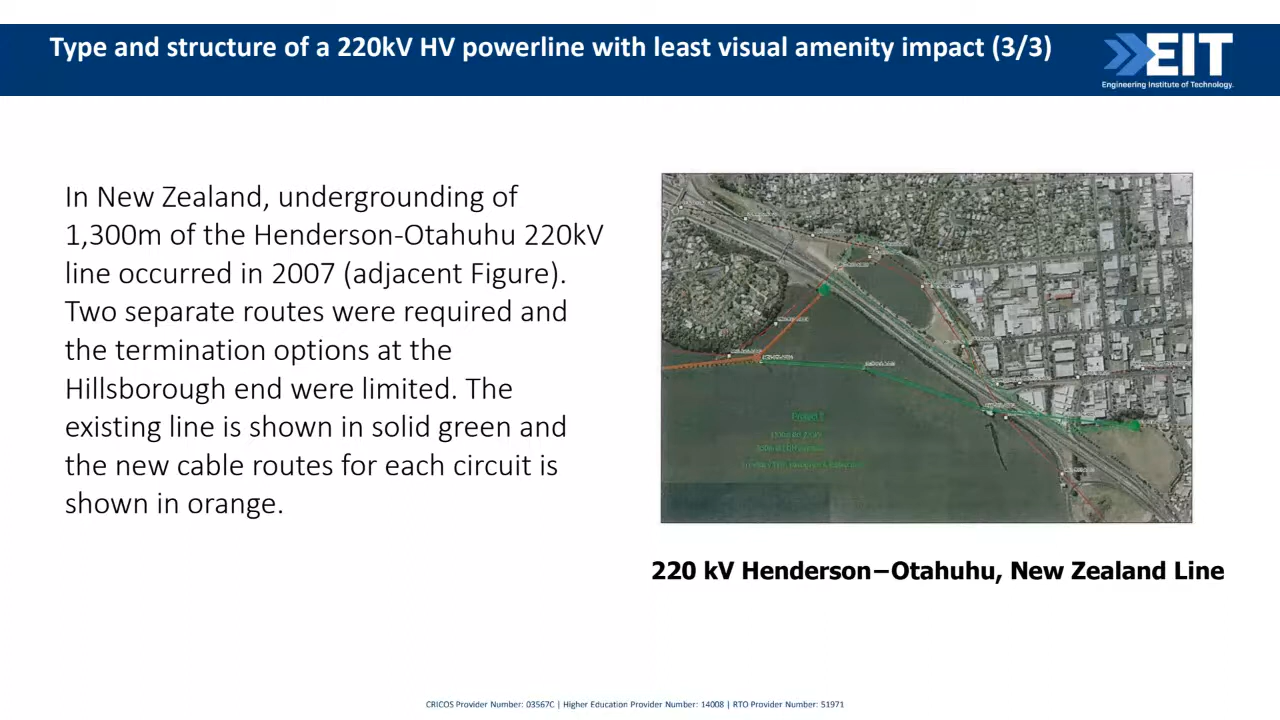 Type and structure of a 220kV HV powerline with least visual amenity impact (3/3)
EIT
Engineering Institute of Technology.
In New Zealand, undergrounding of
1,300m of the Henderson-Otahuhu 220kV
line occurred in 2007 (adjacent Figure).
Two separate routes were required and
the termination options at the
Hillsborough end were limited. The
existing line is shown in solid green and
the new cable routes for each circuit is
shown in orange.
220 kV Henderson–Otahuhu, New Zealand Line
CRICOS Provider Number: 03567C | Higher Education Provider Number: 14008 | RTO Provider Number: 51971